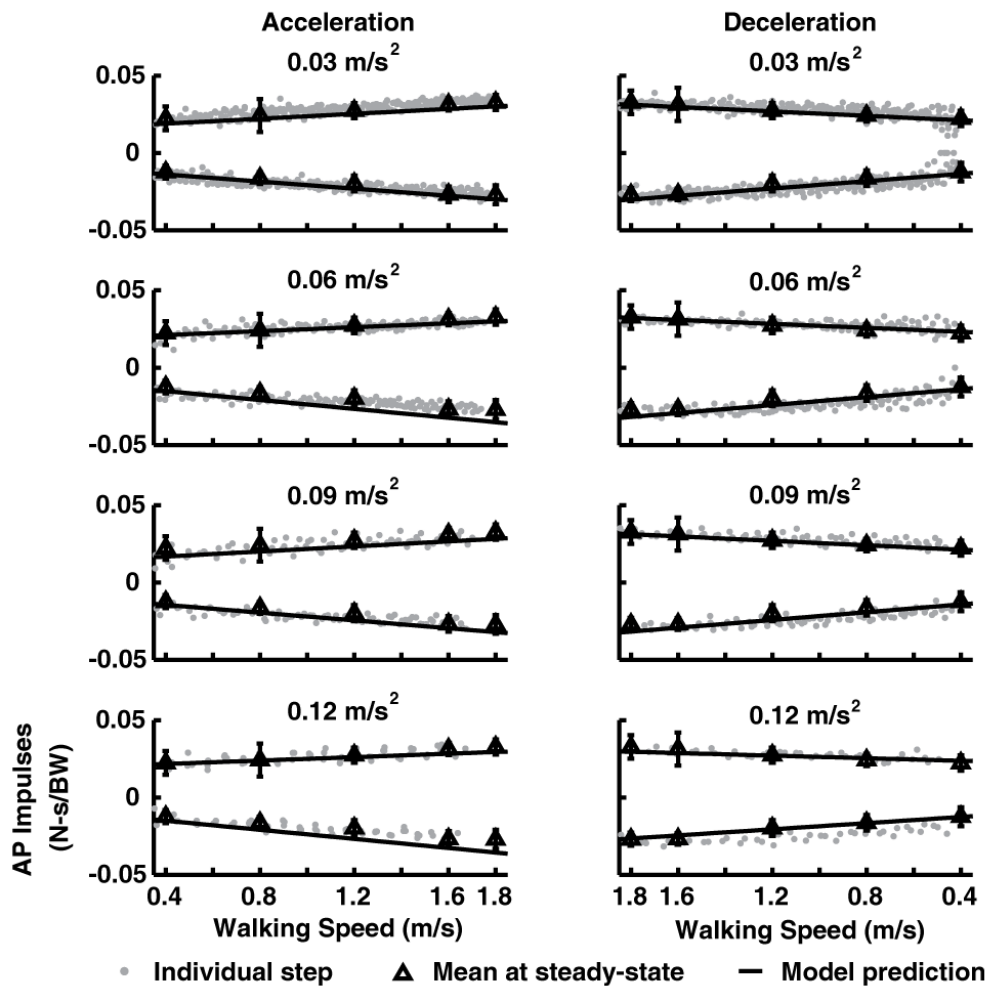 Acceleration Deceleration
0.03 m/s² 0.03 m/s²
0.05
0
-0.05
0.06 m/s² 0.06 m/s²
0.05
0
-0.05
0.09 m/s² 0.09 m/s²
0.05
0
-0.05
0.12 m/s² 0.12 m/s²
0.05
0
-0.05
AP Impulses
(N-s/BW)
0.4 0.8 1.2 1.6 1.8 1.8 1.6 1.2 0.8 0.4
Walking Speed (m/s) Walking Speed (m/s)
Individual step Mean at steady-state Model prediction